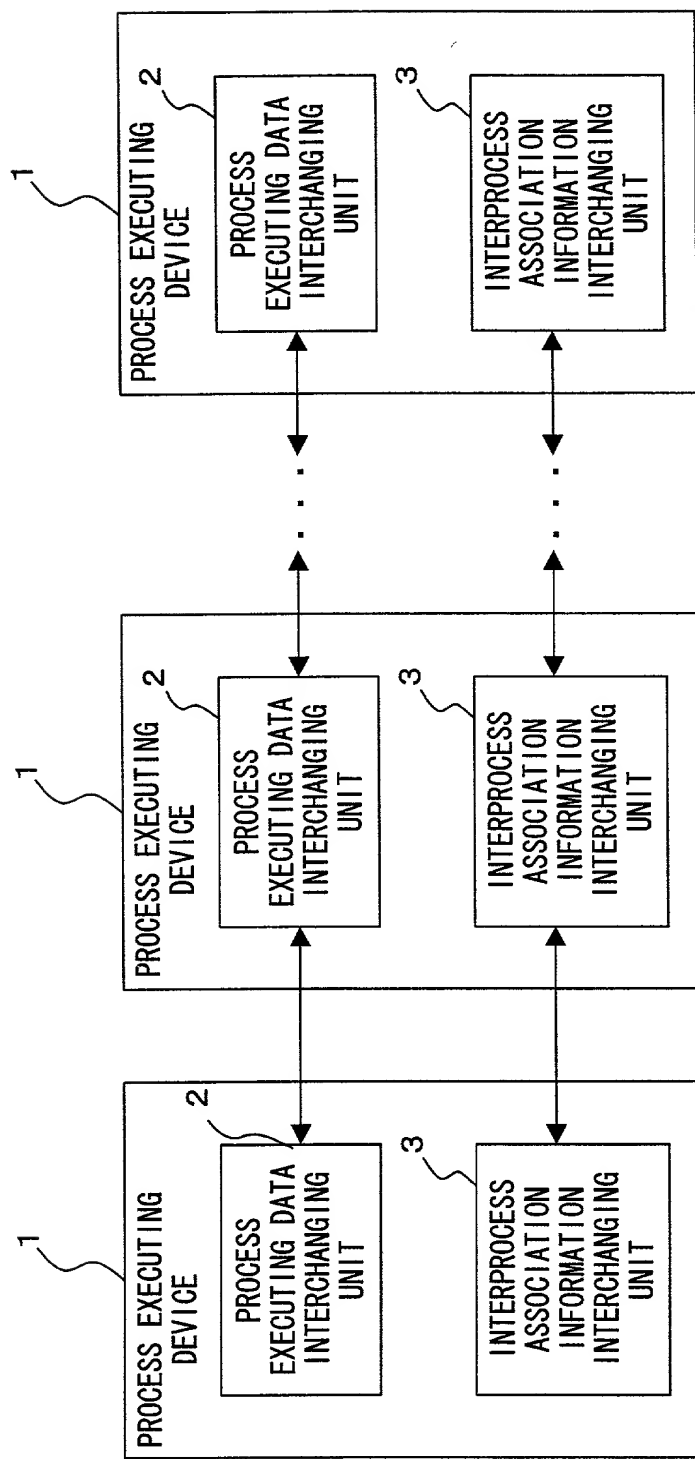 1
PROCESS EXECUTING
DEVICE
2
PROCESS
EXECUTING DATA
INTERCHANGING
UNIT
3
INTERPROCESS
ASSOCIATION
INFORMATION
INTERCHANGING
UNIT
1
PROCESS EXECUTING
DEVICE
2
PROCESS
EXECUTING DATA
INTERCHANGING
UNIT
3
INTERPROCESS
ASSOCIATION
INFORMATION
INTERCHANGING
UNIT
. . .
. . .
1
PROCESS EXECUTING
DEVICE
2
PROCESS
EXECUTING DATA
INTERCHANGING
UNIT
3
INTERPROCESS
ASSOCIATION
INFORMATION
INTERCHANGING
UNIT